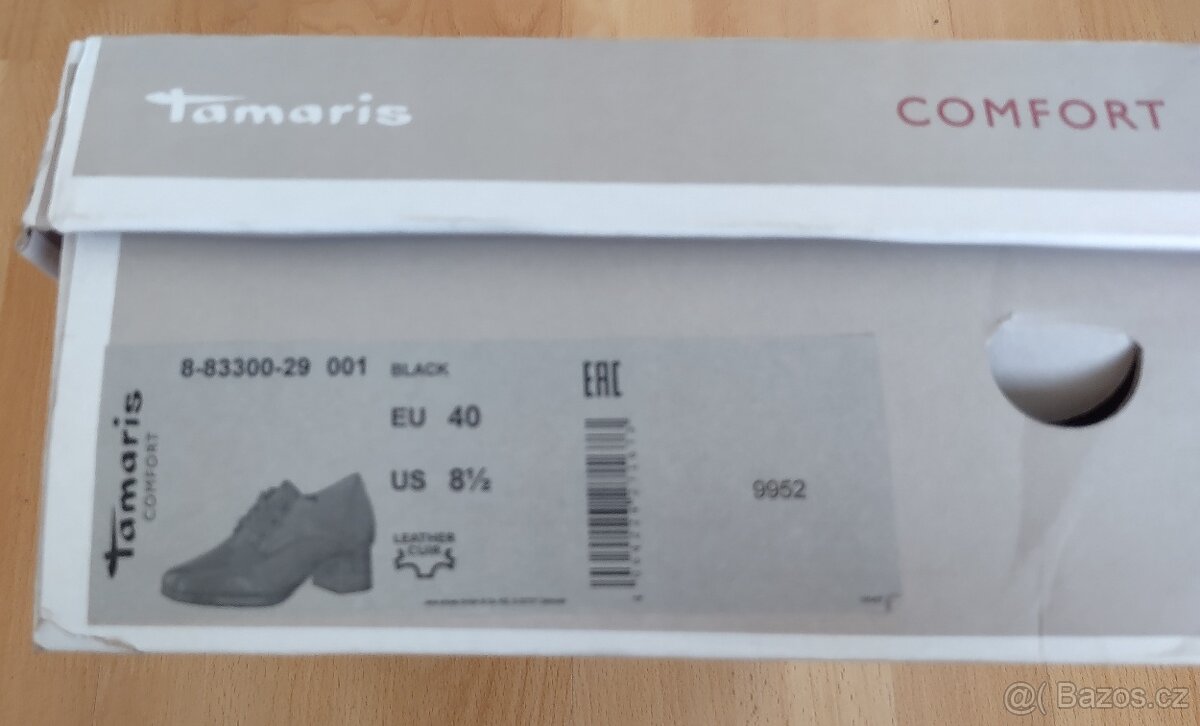 Tamaris
COMFORT
8-83300-29 001 BLACK
EAC
EU 40
US 8½
9952
LEATHER
CUIR
Tamaris
COMFORT
@( Bazos.cz